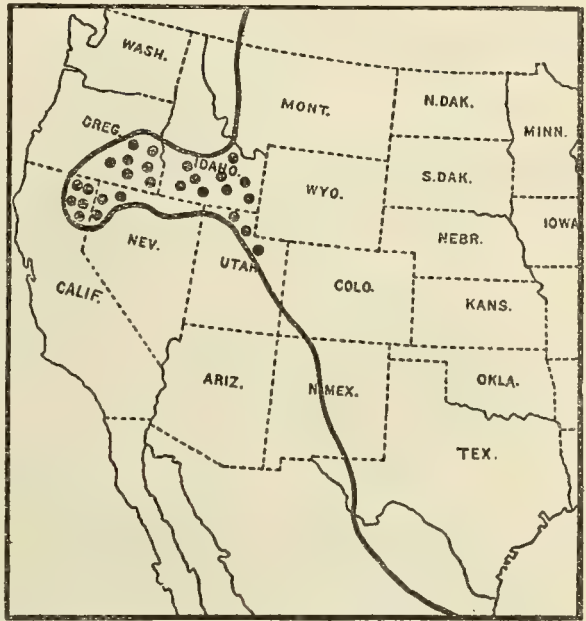 WASH.
MONT.
N.DAK.
MINN.
OREG.
IDAHO.
S.DAK.
WYO.
IOWA
NEBR.
NEV.
UTAH
COLO.
CALIF.
KANS.
ARIZ.
N.MEX.
OKLA.
TEX.